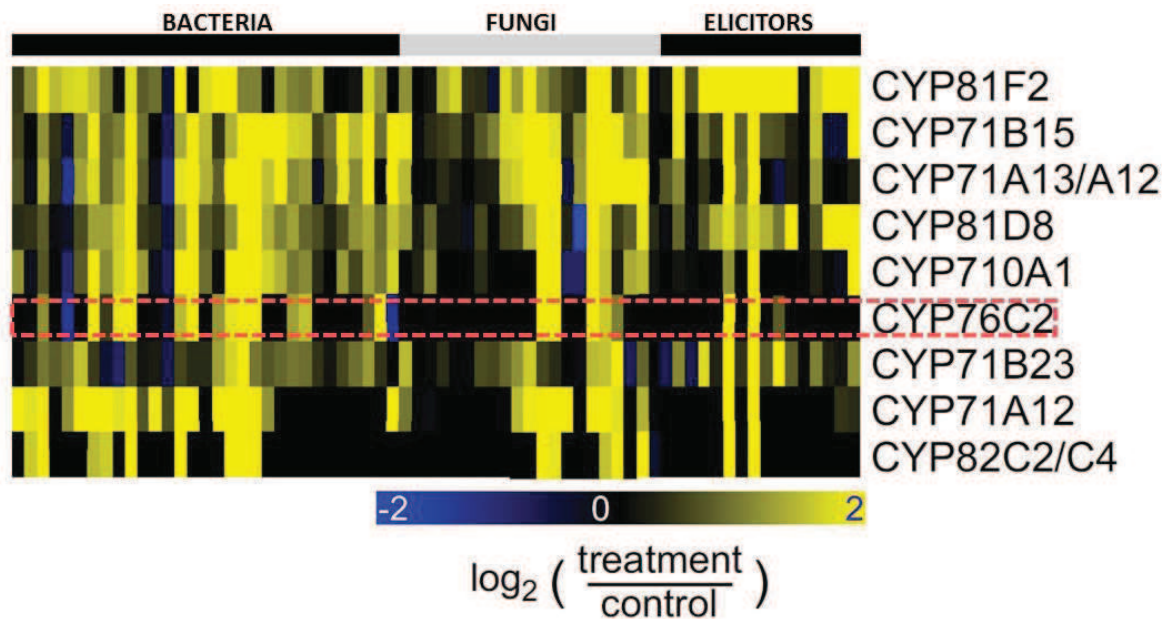 BACTERIA FUNGI ELICITORS
CYP81F2
CYP71B15
CYP71A13/A12
CYP81D8
CYP710A1
CYP76C2
CYP71B23
CYP71A12
CYP82C2/C4
-2 0 2
log₂ ( treatment
control )